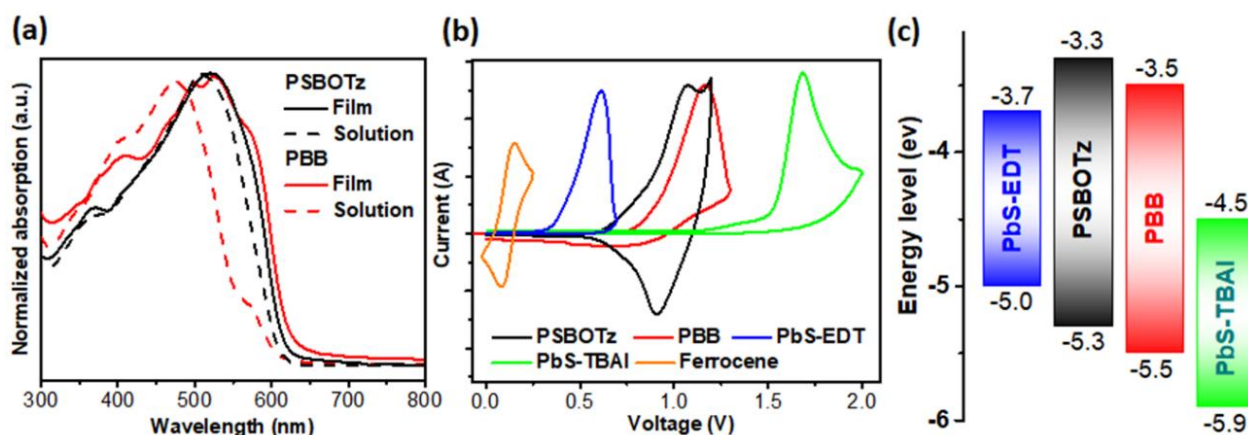 (a)
Normalized absorption (a.u.)
PSBOTz
Film
Solution
PBB
Film
Solution
300 400 500 600 700 800
Wavelength (nm)
(b)
Current (A)
PSBOTz PBB PbS-EDT
PbS-TBAI Ferrocene
0.0 0.5 1.0 1.5 2.0
Voltage (V)
(c)
Energy level (ev)
-4
-5
-6
-3.7
PbS-EDT
-5.0
-3.3
PSBOTz
-5.3
-3.5
PBB
-5.5
-4.5
PbS-TBAI
-5.9